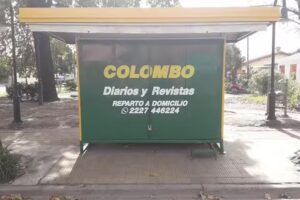 COLOMBO
Diarios y Revistas
REPARTO A DOMICILIO
2227 446224